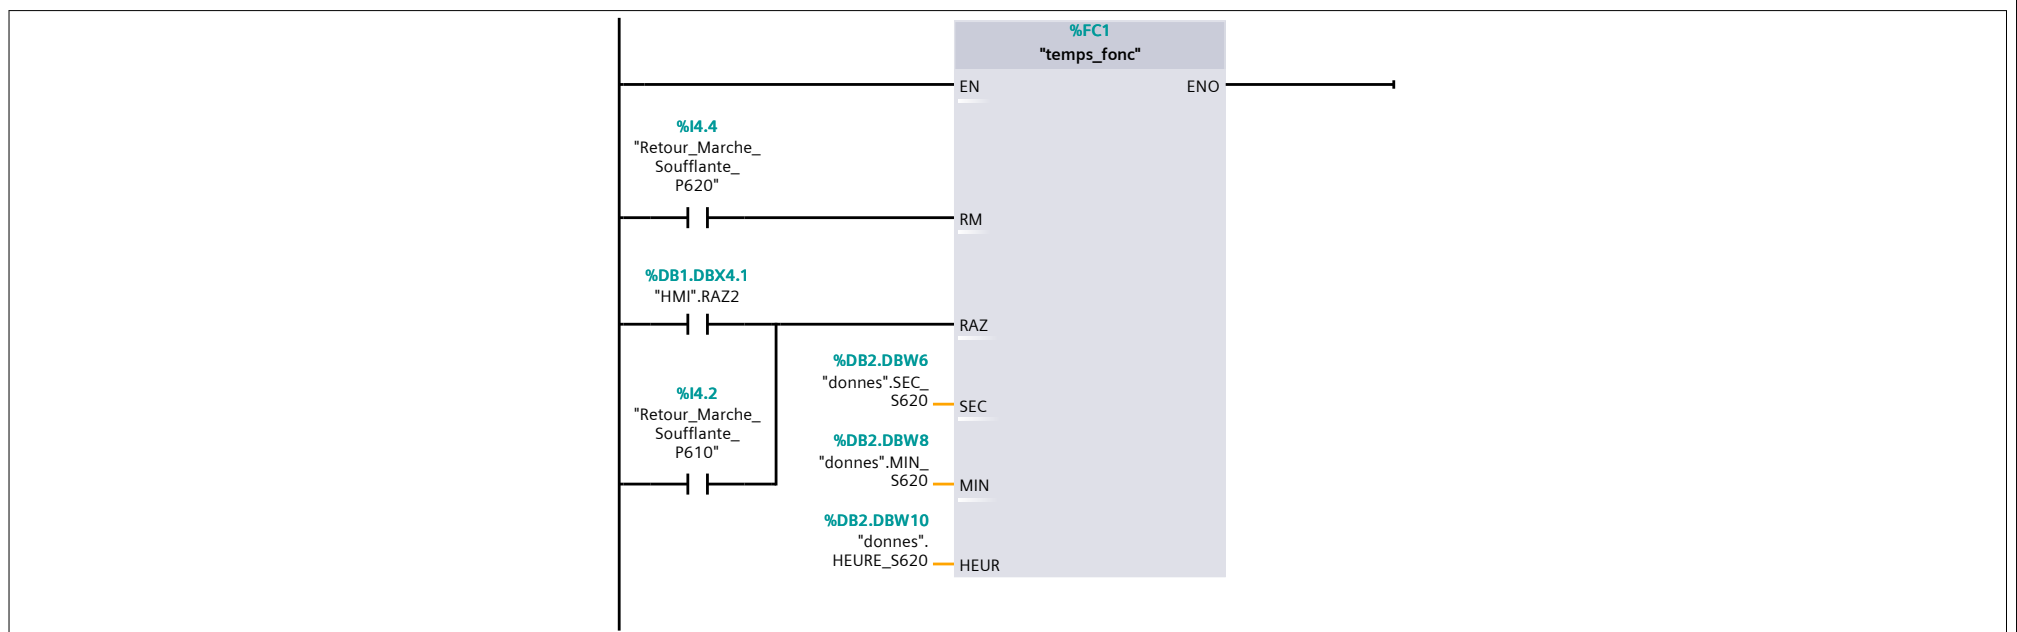 %FC1
"temps_fonc"
EN
ENO
%I4.4
"Retour_Marche_
Soufflante_
P620"
RM
%DB1.DBX4.1
"HMI".RAZ2
RAZ
%DB2.DBW6
"donnes".SEC_
S620
SEC
%I4.2
"Retour_Marche_
Soufflante_
P610"
%DB2.DBW8
"donnes".MIN_
S620
MIN
%DB2.DBW10
"donnes".
HEURE_S620
HEUR